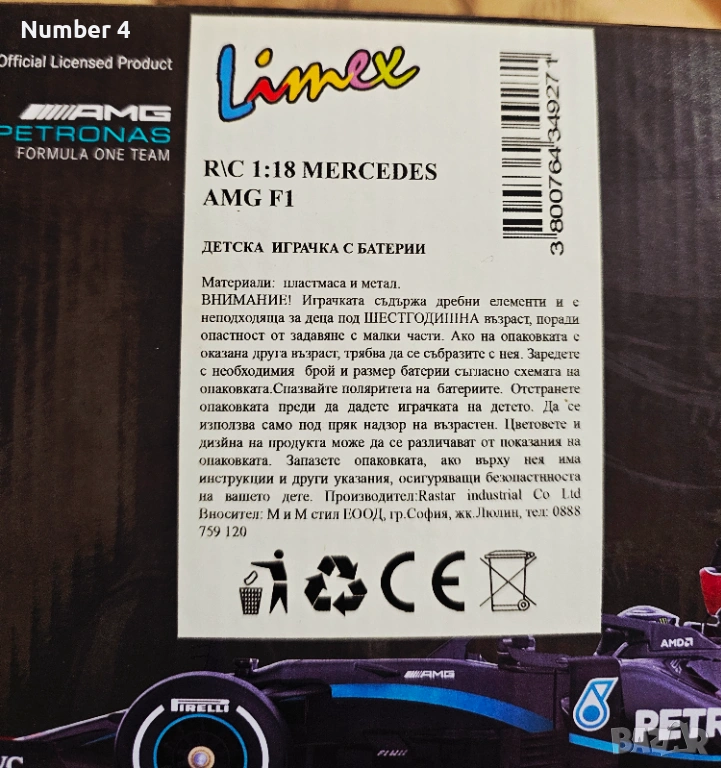 Number 4
Official Licensed Product
AMG
PETRONAS
FORMULA ONE TEAM
Limex
R\C 1:18 MERCEDES
AMG F1
3800764349271
ДЕТСКА ИГРАЧКА С БАТЕРИИ
Материали: пластмаса и метал.
ВНИМАНИЕ! Играчката съдържа дребни елементи и е
неподходяща за деца под ШЕСТГОДИШНА възраст, поради
опастност от задавяне с малки части. Ако на опаковката е
оказана друга възраст, трябва да се събразите с нея. Заредете
с необходимия брой и размер батерии съгласно схемата на
опаковката.Спазвайте поляритета на батериите. Отстранете
опаковката преди да дадете играчката на детето. Да се
използва само под пряк надзор на възрастен. Цветовете и
дизйна на продукта може да се различават от показания на
опаковката. Запазете опаковката, ако върху нея има
инструкции и други указания, осигуряващи безопастнноста
на вашето дете. Производител:Rastar industrial Co Ltd
Вносител: М и М стил ЕООД, гр.София, жк.Люлин, тел: 0888
759 120
CE
AMD
AMG
PIRELLI
PETR
BAZAR